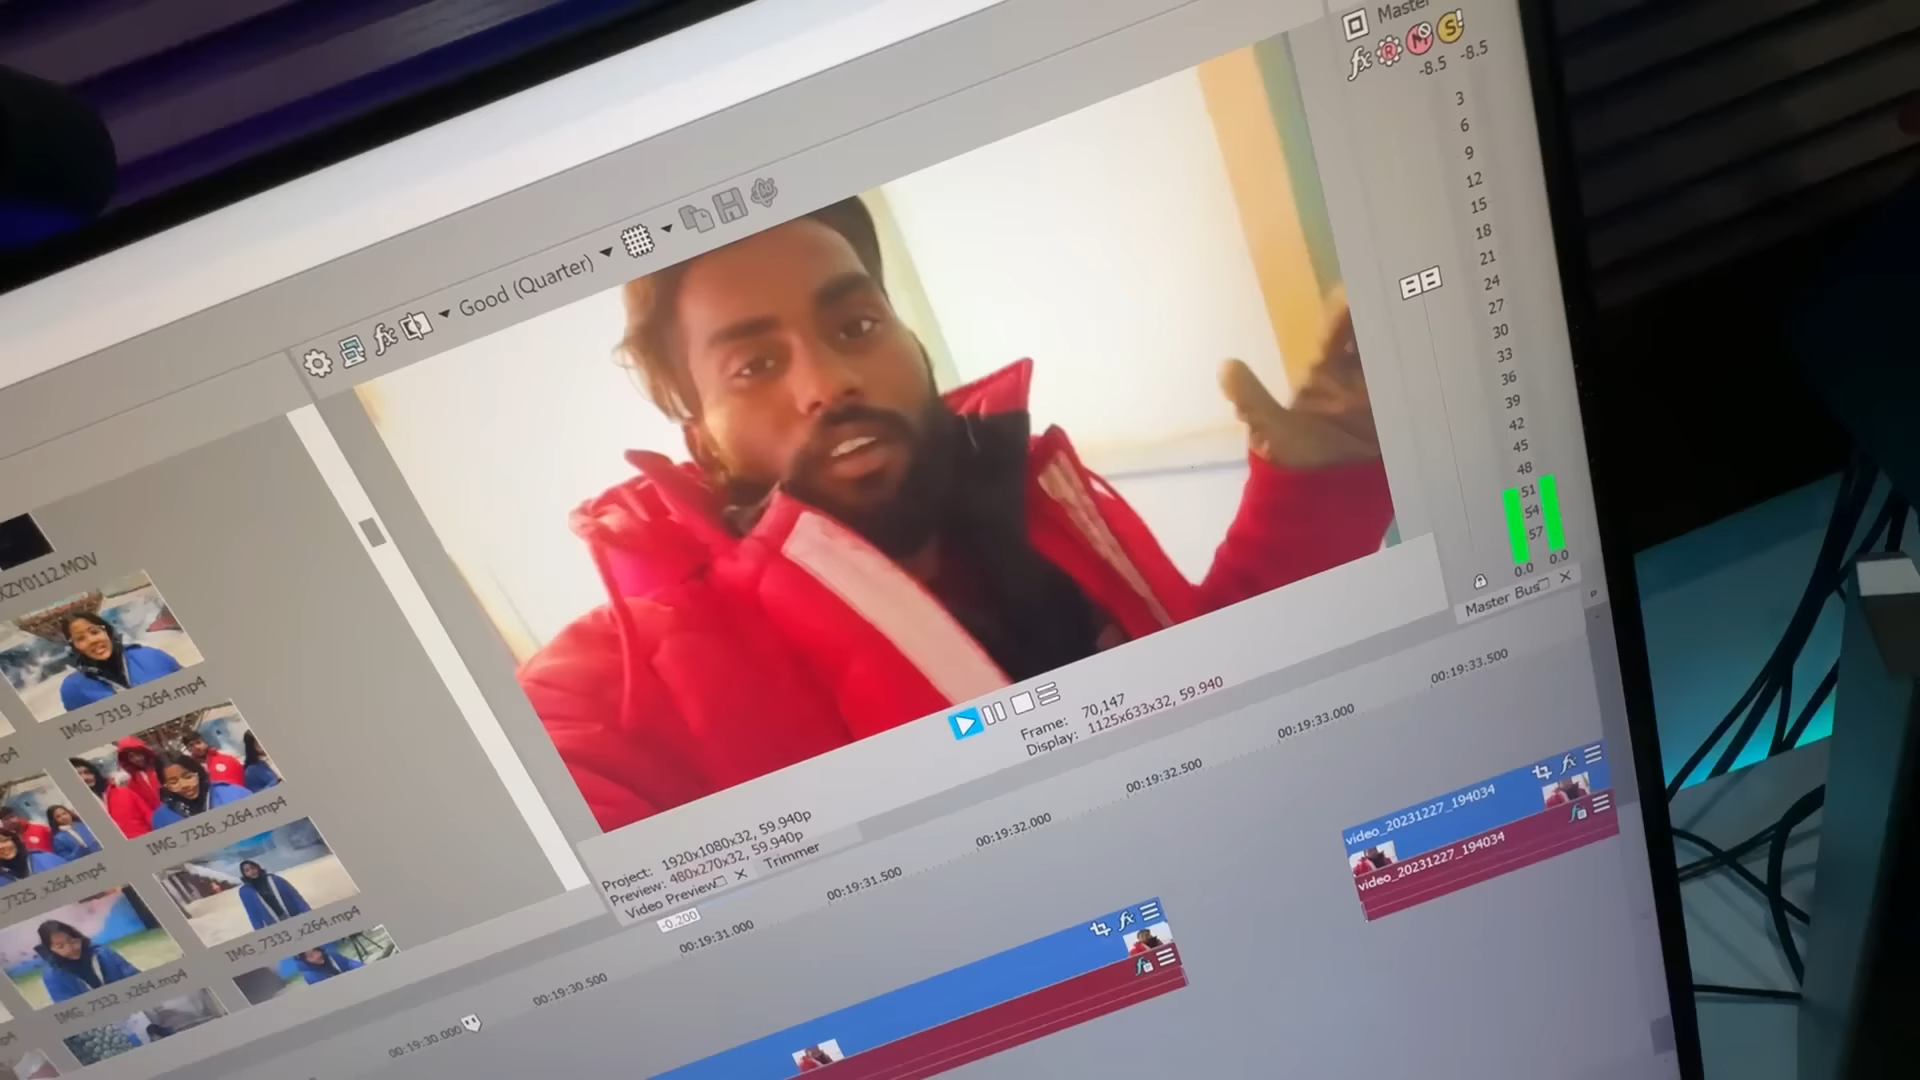 Master
-8.5 -8.5
Good (Quarter)
3
6
9
12
15
18
21
24
27
30
33
36
39
42
45
48
51
54
57
0.0 0.0
Master Bus
Frame: 70,147
Display: 1125x633x32, 59.940
Project: 1920x1080x32, 59.940p
Preview: 480x270x32, 59.940p
Video Preview
Trimmer
XZY0112.MOV
IMG_7319_x264.mp4
IMG_7326_x264.mp4
7325_x264.mp4
IMG_7333_x264.mp4
IMG_7332_x264.mp4
-0.200
00:19:30.000
00:19:30.500
00:19:31.000
00:19:31.500
00:19:32.000
00:19:32.500
00:19:33.000
00:19:33.500
video_20231227_194034
video_20231227_194034